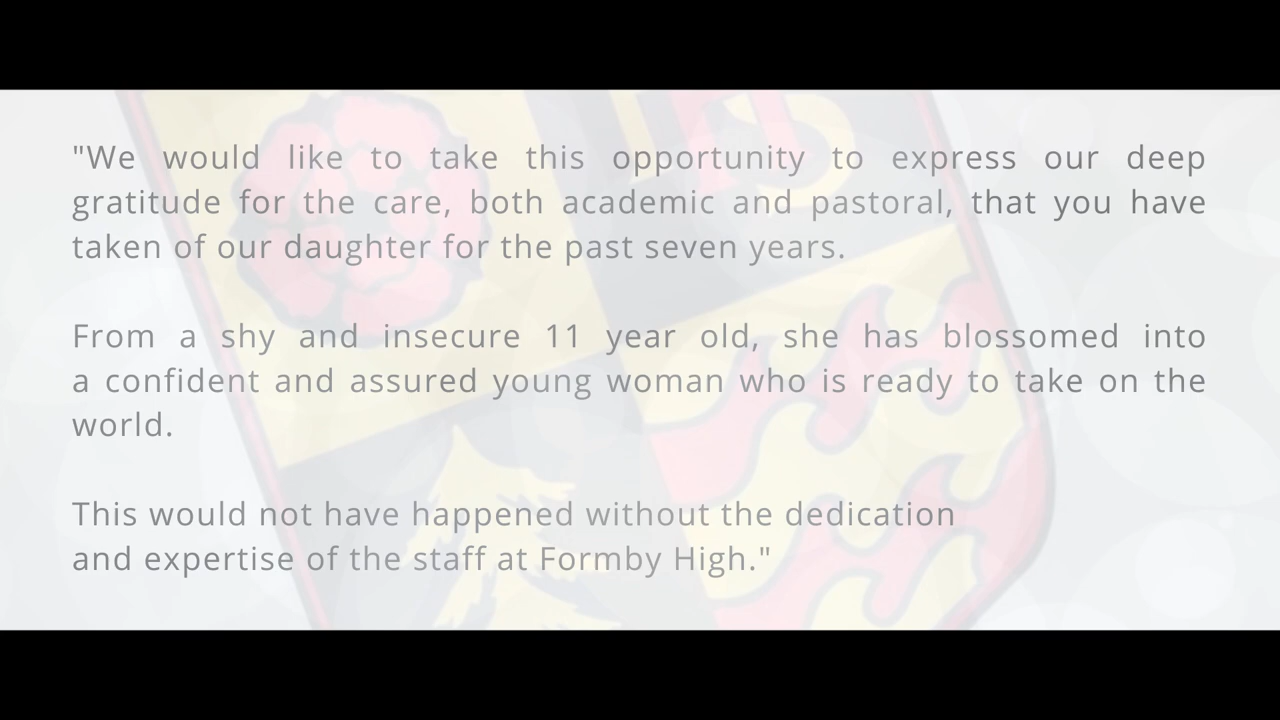 "We would like to take this opportunity to express our deep
gratitude for the care, both academic and pastoral, that you have
taken of our daughter for the past seven years.
From a shy and insecure 11 year old, she has blossomed into
a confident and assured young woman who is ready to take on the
world.
This would not have happened without the dedication
and expertise of the staff at Formby High."